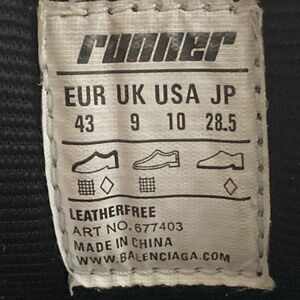 runner
EUR UK USA JP
43 9 10 28.5
LEATHERFREE
ART NO. 677403
MADE IN CHINA
WWW.BALENCIAGA.COM